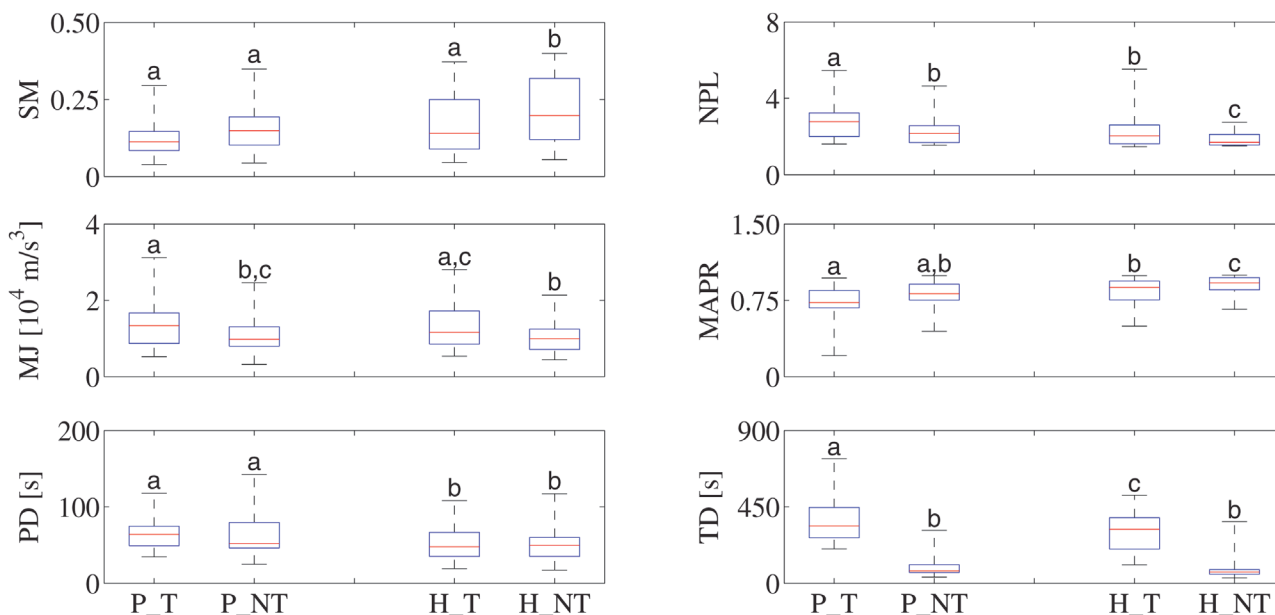 0.50
0.25
0
SM
a
a
a
b
8
4
0
NPL
a
b
b
c
4
2
0
MJ [10⁴ m/s³]
a
b,c
a,c
b
1.50
0.75
0
MAPR
a
a,b
b
c
200
100
0
PD [s]
a
a
b
b
P_T P_NT H_T H_NT
900
450
0
TD [s]
a
b
c
b
P_T P_NT H_T H_NT